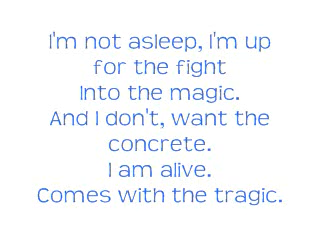 I'm not asleep, I'm up
for the fight
Into the magic.
And I don't, want the
concrete.
I am alive.
Comes with the tragic.